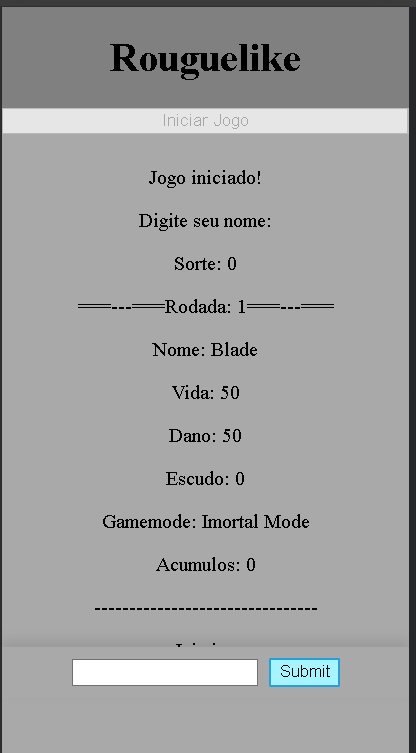 Rouguelike
Iniciar Jogo
Jogo iniciado!
Digite seu nome:
Sorte: 0
===---===Rodada: 1===---===
Nome: Blade
Vida: 50
Dano: 50
Escudo: 0
Gamemode: Imortal Mode
Acumulos: 0
--------------------------------
Submit